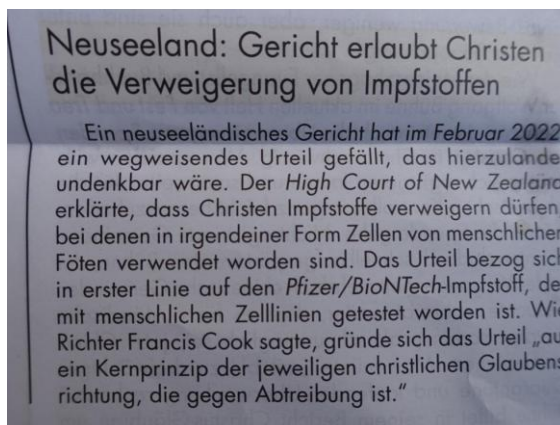 Neuseeland: Gericht erlaubt Christen
die Verweigerung von Impfstoffen
Ein neuseeländisches Gericht hat im Februar 2022
ein wegweisendes Urteil gefällt, das hierzulande
undenkbar wäre. Der High Court of New Zealand
erklärte, dass Christen Impfstoffe verweigern dürfen,
bei denen in irgendeiner Form Zellen von menschlichen
Föten verwendet worden sind. Das Urteil bezog sich
in erster Linie auf den Pfizer/BioNTech-Impfstoff, de
mit menschlichen Zelllinien getestet worden ist. Wie
Richter Francis Cook sagte, gründe sich das Urteil „au
ein Kernprinzip der jeweiligen christlichen Glaubens
richtung, die gegen Abtreibung ist.“